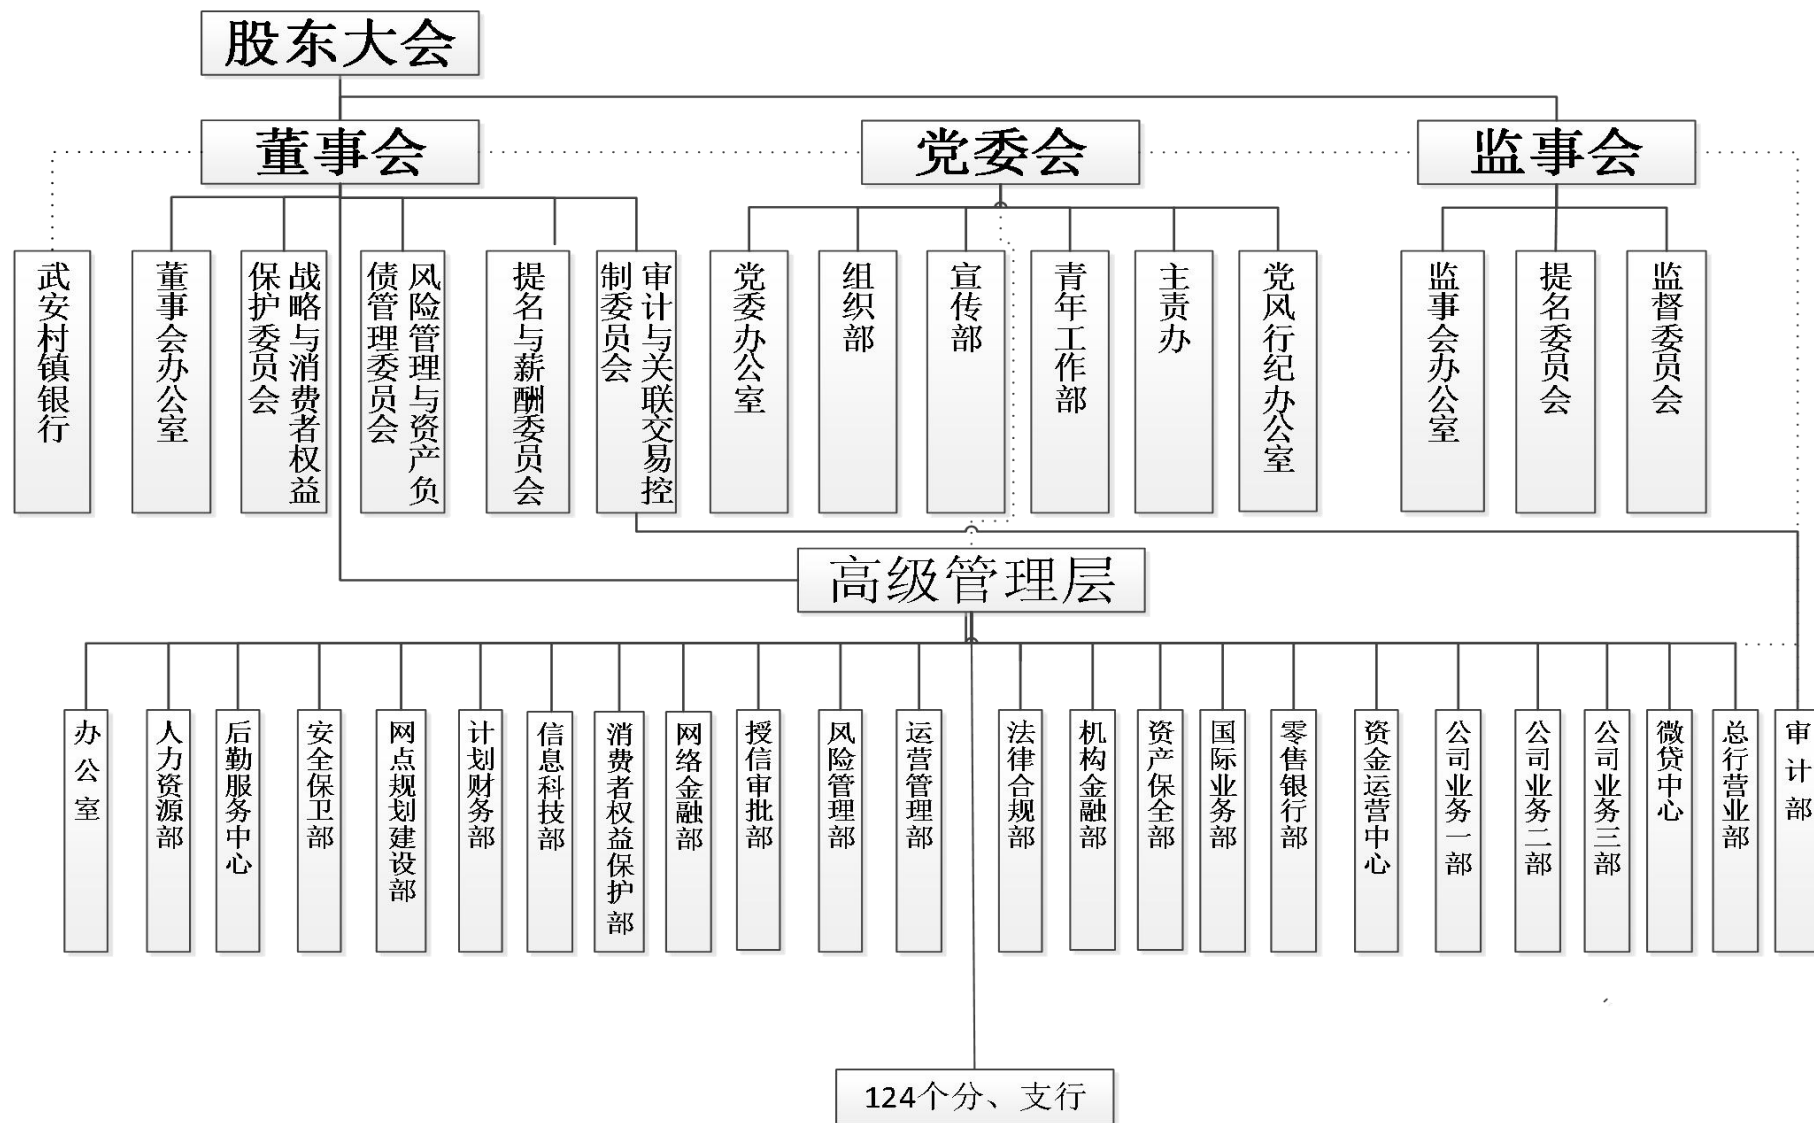 股东大会
董事会
党委会
监事会
武安村镇银行
董事会办公室
战略与消费者权益
保护委员会
风险管理与资产负
债管理委员会
提名与薪酬委员会
审计与关联交易控
制委员会
党委办公室
组织部
宣传部
青年工作部
主责办
党风行纪办公室
监事会办公室
提名委员会
监督委员会
高级管理层
办公室
人力资源部
后勤服务中心
安全保卫部
网点规划建设部
计划财务部
信息科技部
消费者权益保护部
网络金融部
授信审批部
风险管理部
运营管理部
法律合规部
机构金融部
资产保全部
国际业务部
零售银行部
资金运营中心
公司业务一部
公司业务二部
公司业务三部
微贷中心
总行营业部
审计部
124个分、支行